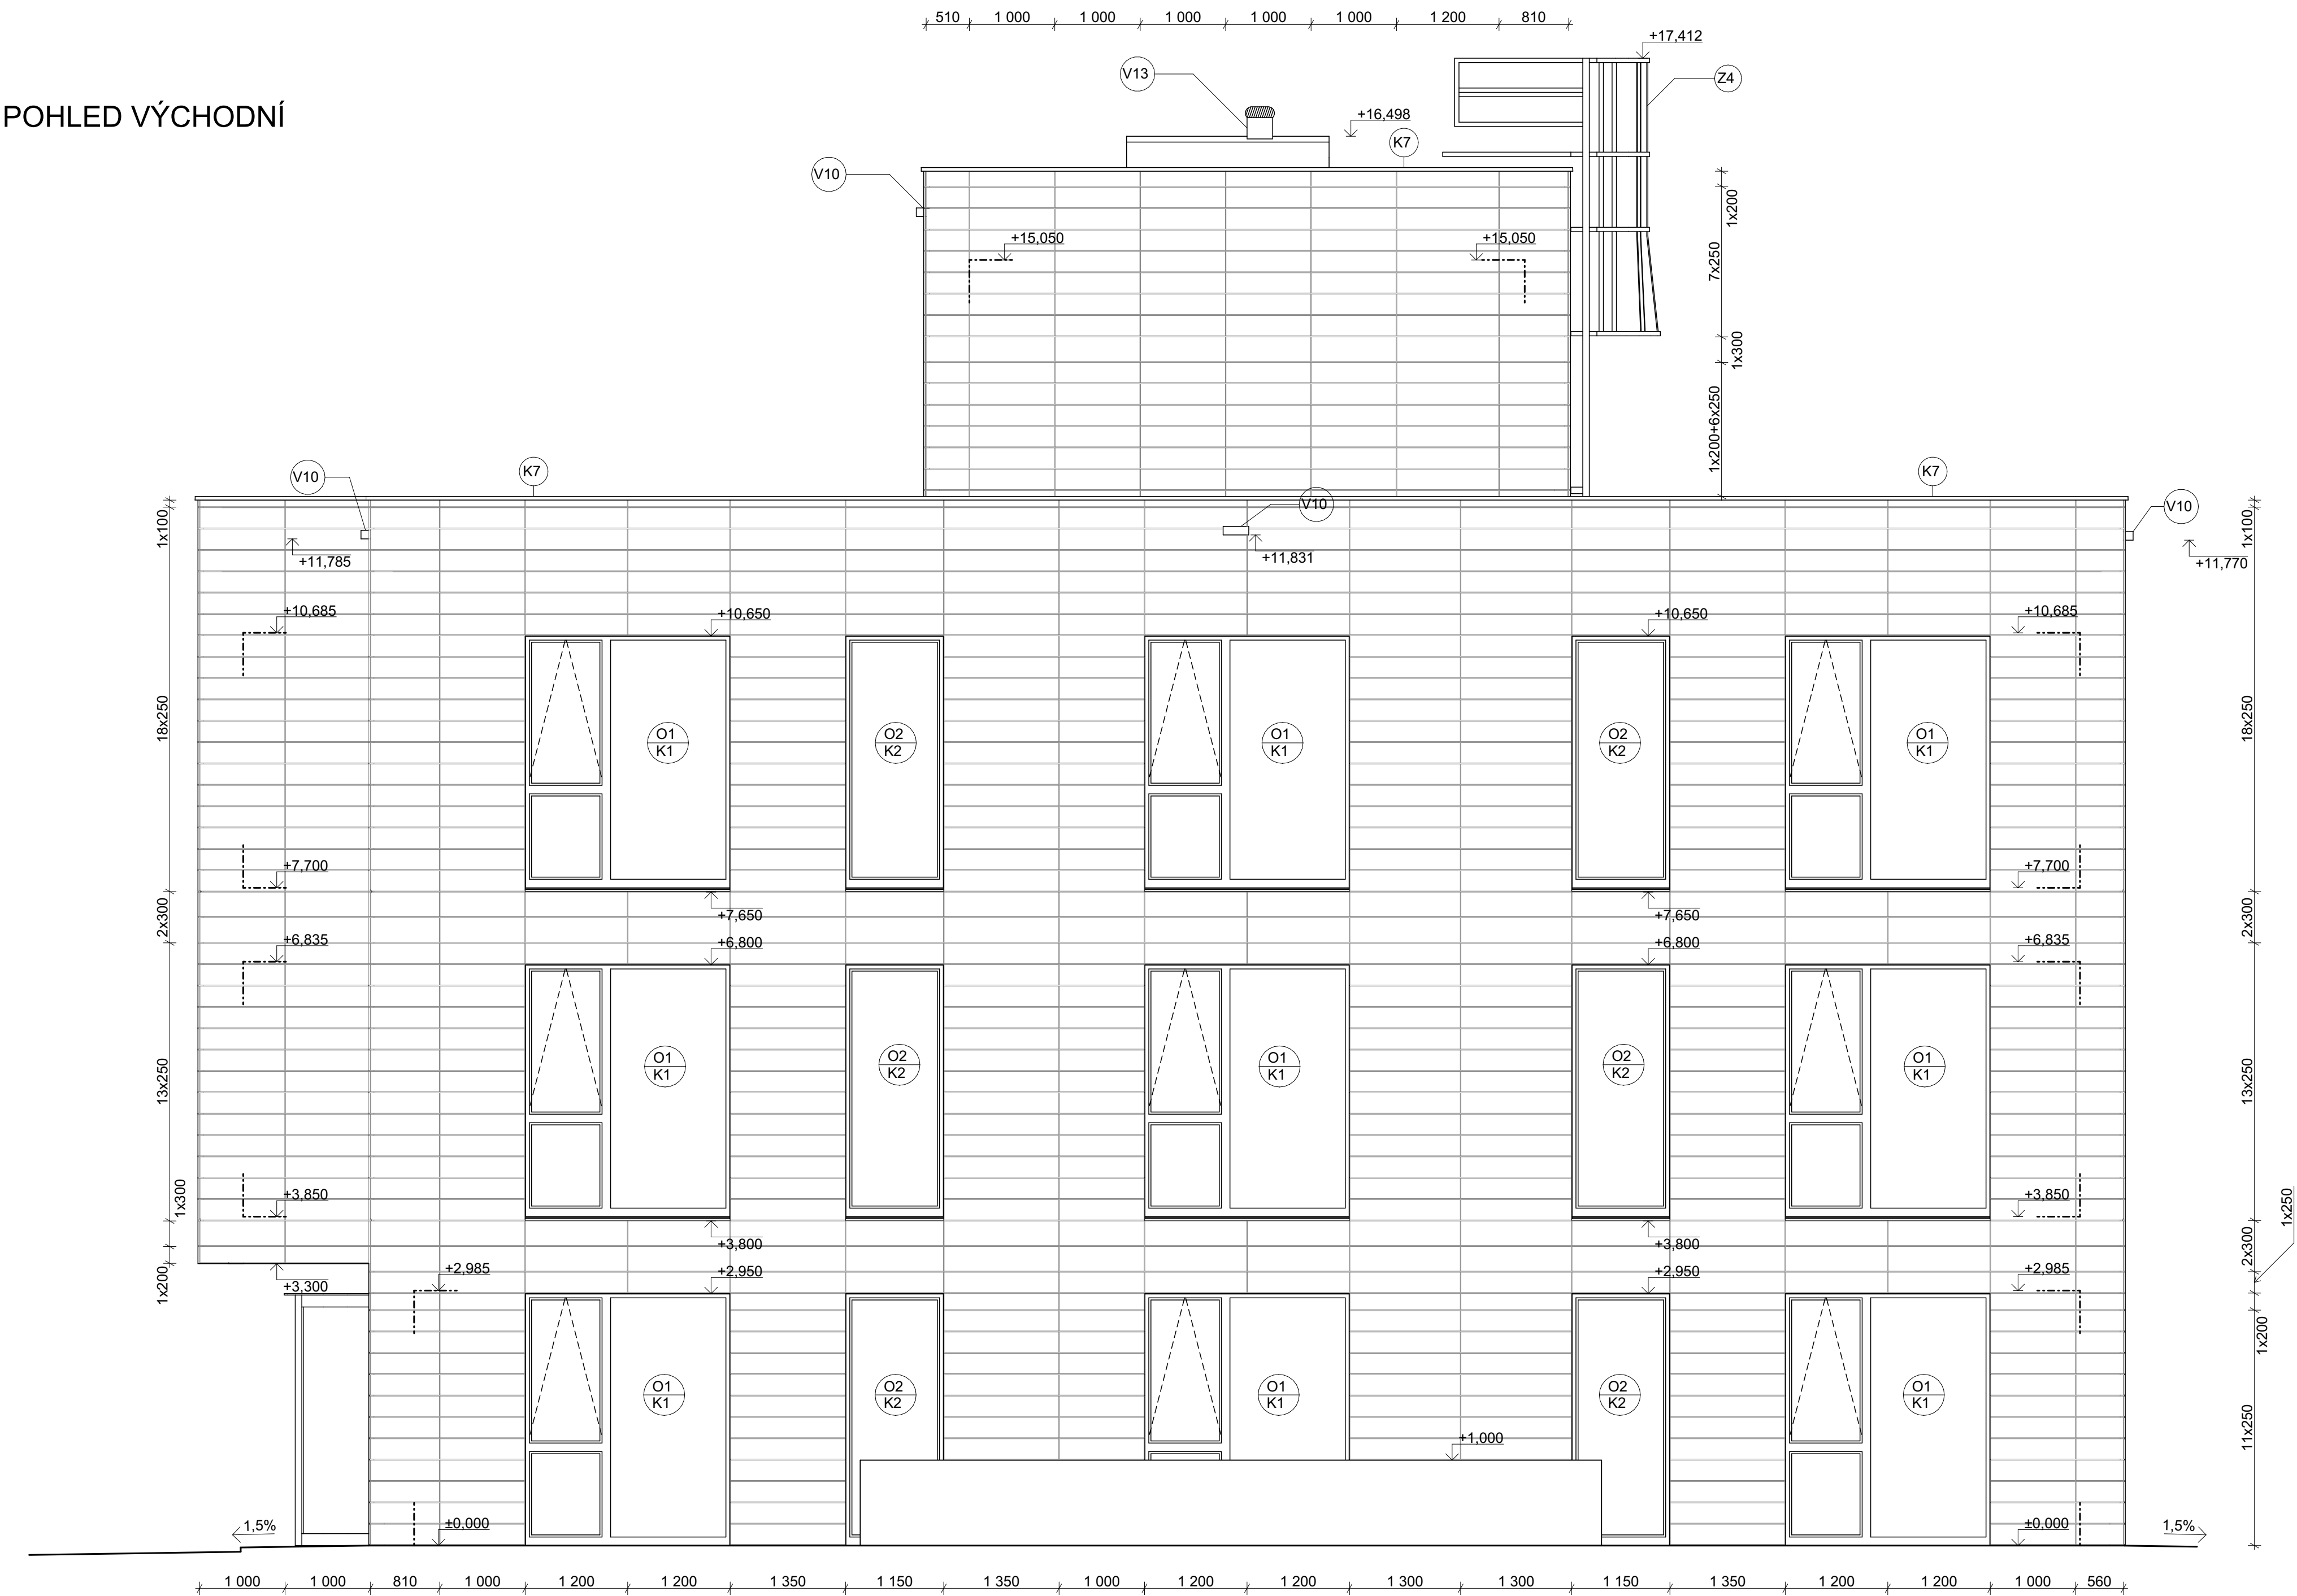 510 1 000 1 000 1 000 1 000 1 000 1 200 810
+17,412
V13
Z4
POHLED VÝCHODNÍ
+16,498
K7
V10
1x200
+15,050 +15,050
7x250
1x300
1x200+6x250
V10 K7 K7
V10 V10
1x100 1x100
+11,785 +11,831 +11,770
+10,685 +10,650 +10,650 +10,685
18x250 18x250
O1 O2 O1 O2 O1
K1 K2 K1 K2 K1
+7,700 +7,700
+7,650 +7,650
2x300 2x300
+6,835 +6,800 +6,800 +6,835
O1 O2 O1 O2 O1
K1 K2 K1 K2 K1
13x250 13x250
1x300 +3,850 +3,850 1x250
+3,800 +3,800
2x300
1x200 +3,300 +2,985 +2,950 +2,950 +2,985
1x200
O1 O2 O1 O2 O1
K1 K2 K1 K2 K1
11x250
+1,000
1,5% ±0,000 ±0,000 1,5%
1 000 1 000 810 1 000 1 200 1 200 1 350 1 150 1 350 1 000 1 200 1 200 1 300 1 300 1 150 1 350 1 200 1 200 1 000 560